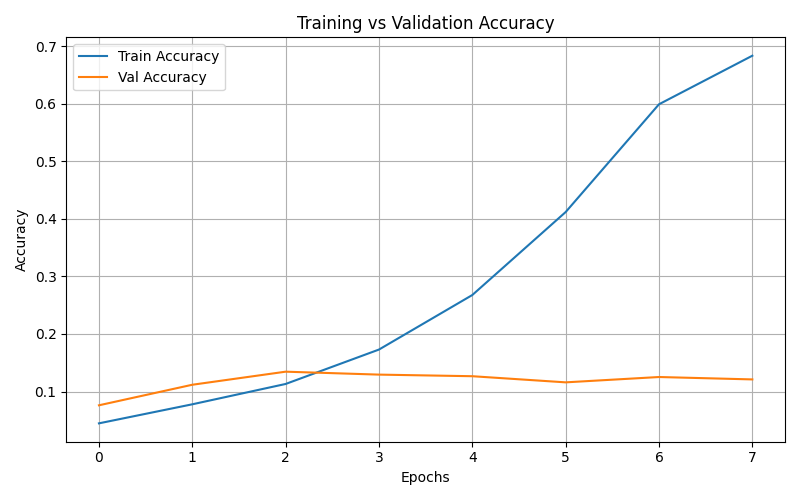 Training vs Validation Accuracy
Train Accuracy
Val Accuracy
0.7
0.6
0.5
0.4
0.3
0.2
0.1
Accuracy
0 1 2 3 4 5 6 7
Epochs